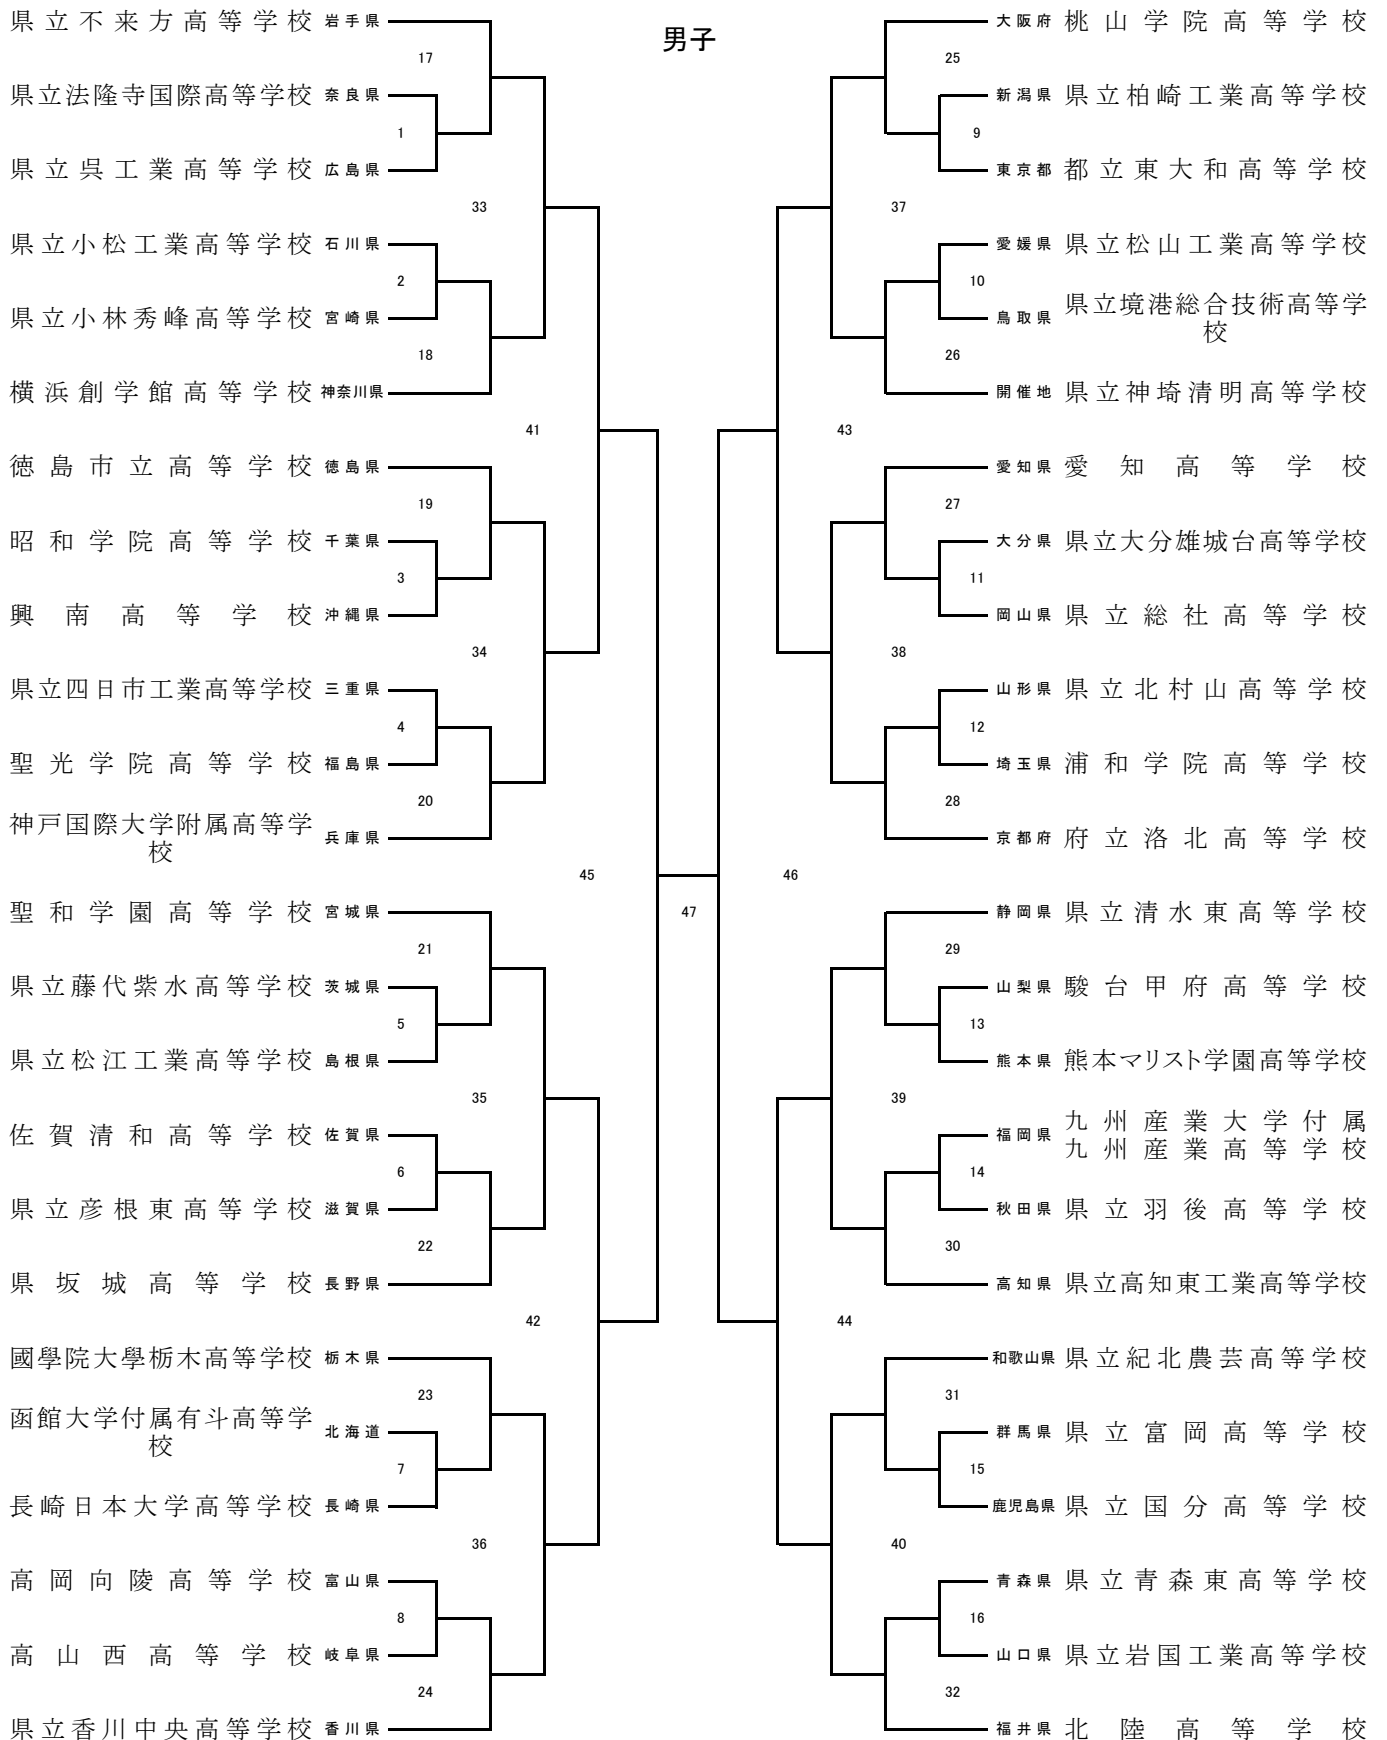 男子
県立不来方高等学校 岩手県
17
県立法隆寺国際高等学校 奈良県
1
県立呉工業高等学校 広島県
33
県立小松工業高等学校 石川県
2
県立小林秀峰高等学校 宮崎県
18
横浜創学館高等学校 神奈川県
41
徳島市立高等学校 徳島県
19
昭和学院高等学校 千葉県
3
興南高等学校 沖縄県
34
県立四日市工業高等学校 三重県
4
聖光学院高等学校 福島県
20
神戸国際大学附属高等学
校
兵庫県
45
聖和学園高等学校 宮城県
21
県立藤代紫水高等学校 茨城県
5
県立松江工業高等学校 島根県
35
佐賀清和高等学校 佐賀県
6
県立彦根東高等学校 滋賀県
22
県坂城高等学校 長野県
42
國學院大學栃木高等学校 栃木県
23
函館大学付属有斗高等学
校
北海道
7
長崎日本大学高等学校 長崎県
36
高岡向陵高等学校 富山県
8
高山西高等学校 岐阜県
24
県立香川中央高等学校 香川県
47
大阪府 桃山学院高等学校
25
新潟県 県立柏崎工業高等学校
9
東京都 都立東大和高等学校
37
愛媛県 県立松山工業高等学校
10
鳥取県
県立境港総合技術高等学
校
26
開催地 県立神埼清明高等学校
43
愛知県 愛知高等学校
27
大分県 県立大分雄城台高等学校
11
岡山県 県立総社高等学校
38
山形県 県立北村山高等学校
12
埼玉県 浦和学院高等学校
28
京都府 府立洛北高等学校
46
静岡県 県立清水東高等学校
29
山梨県 駿台甲府高等学校
13
熊本県 熊本マリスト学園高等学校
39
福岡県
九州産業大学付属
九州産業高等学校
14
秋田県 県立羽後高等学校
30
高知県 県立高知東工業高等学校
44
和歌山県 県立紀北農芸高等学校
31
群馬県 県立富岡高等学校
15
鹿児島県 県立国分高等学校
40
青森県 県立青森東高等学校
16
山口県 県立岩国工業高等学校
32
福井県 北陸高等学校